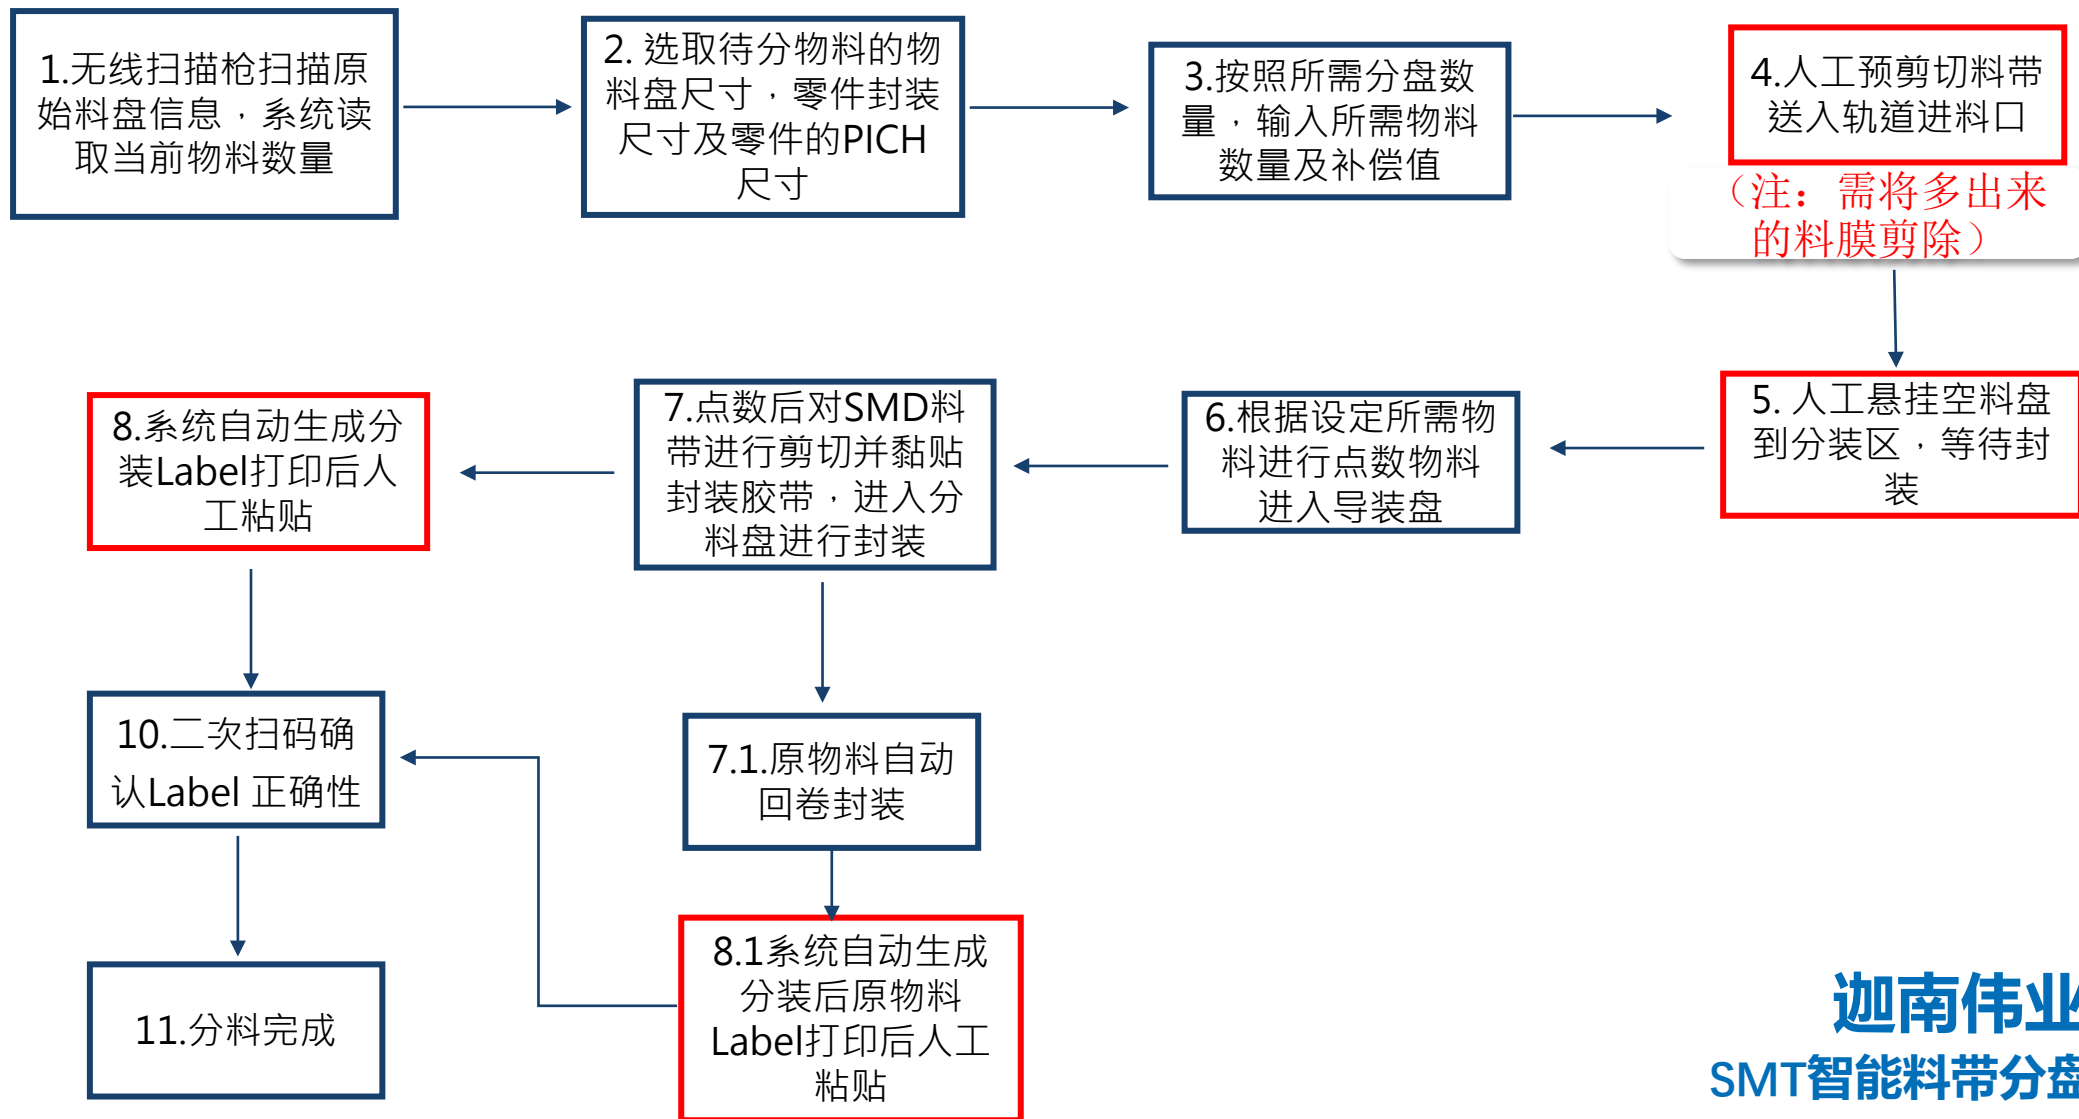 1.无线扫描枪扫描原
始料盘信息，系统读
取当前物料数量
2. 选取待分物料的物
料盘尺寸，零件封装
尺寸及零件的PICH
尺寸
3.按照所需分盘数
量，输入所需物料
数量及补偿值
4.人工预剪切料带
送入轨道进料口
（注：需将多出来
的料膜剪除）
5. 人工悬挂空料盘
到分装区，等待封
装
6.根据设定所需物
料进行点数物料
进入导装盘
7.点数后对SMD料
带进行剪切并黏贴
封装胶带，进入分
料盘进行封装
8.系统自动生成分
装Label打印后人
工粘贴
7.1.原物料自动
回卷封装
8.1系统自动生成
分装后原物料
Label打印后人工
粘贴
10.二次扫码确
认Label 正确性
11.分料完成
迦南伟业
SMT智能料带分盘